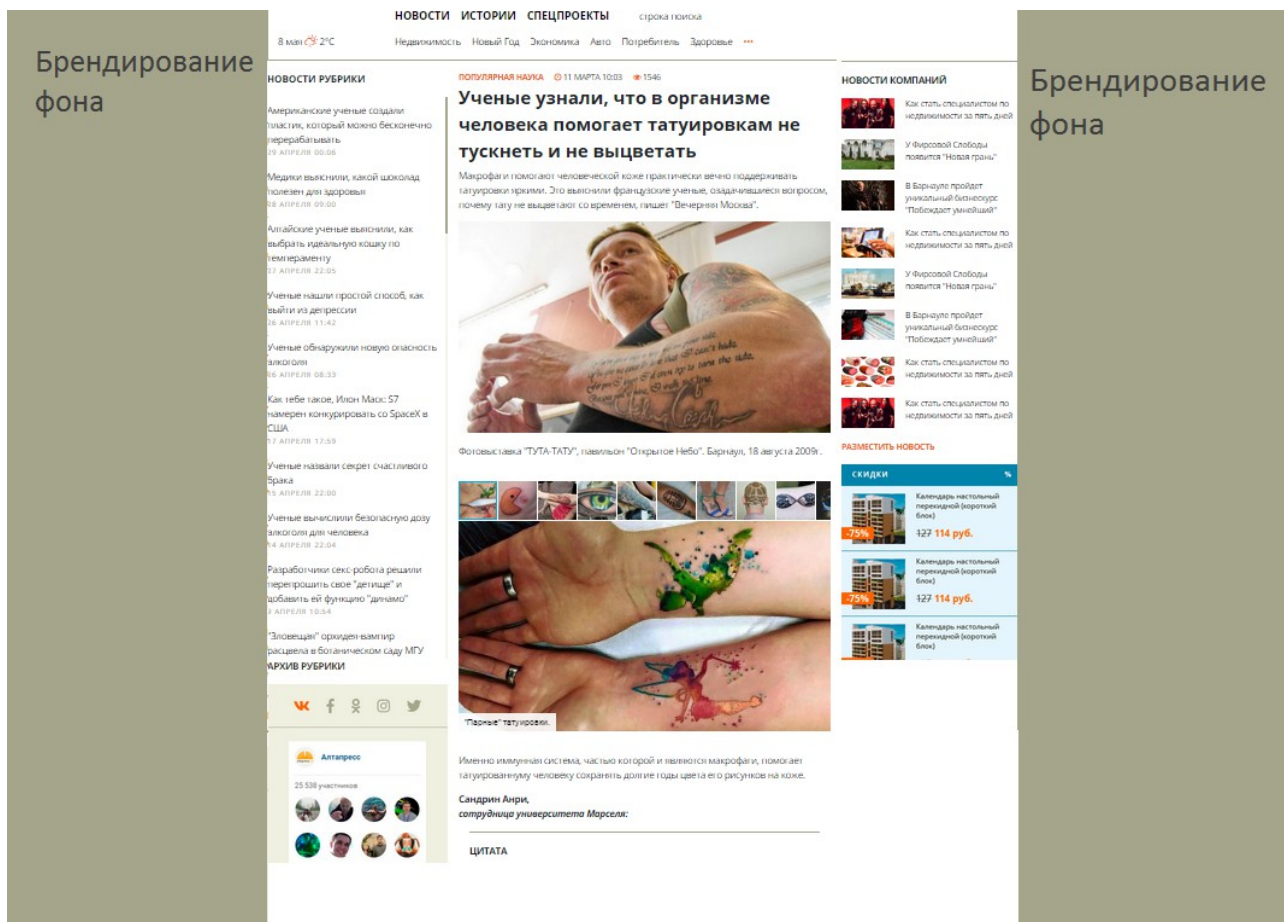 НОВОСТИ ИСТОРИИ СПЕЦПРОЕКТЫ строка поиска
8 мая 2°C Недвижимость Новый Год Экономика Авто Потребитель Здоровье •••
Брендирование
фона
НОВОСТИ РУБРИКИ
Американские ученые создали
пластик, который можно бесконечно
перерабатывать
29 АПРЕЛЯ 00:06
Медики выяснили, какой шоколад
полезен для здоровья
28 АПРЕЛЯ 09:00
Алтайские ученые выяснили, как
выбрать идеальную кошку по
темпераменту
27 АПРЕЛЯ 22:05
Ученые нашли простой способ, как
выйти из депрессии
26 АПРЕЛЯ 11:42
Ученые обнаружили новую опасность
алкоголя
26 АПРЕЛЯ 08:33
Как тебе такое, Илон Маск: S7
намерен конкурировать со SpaceX в
США
17 АПРЕЛЯ 17:59
Ученые назвали секрет счастливого
брака
15 АПРЕЛЯ 22:00
Ученые вычислили безопасную дозу
алкоголя для человека
14 АПРЕЛЯ 22:04
Разработчики секс-робота решили
перепрошить свое "детище" и
добавить ей функцию "динамо"
АПРЕЛЯ 10:54
"Зловещая" орхидея-вампир
расцвела в ботаническом саду МГУ
АРХИВ РУБРИКИ
Алтапресс
25 538 участников
ПОПУЛЯРНАЯ НАУКА 11 МАРТА 10:03 1546
Ученые узнали, что в организме
человека помогает татуировкам не
тускнеть и не выцветать
Макрофаги помогают человеческой коже практически вечно поддерживать
татуировки яркими. Это выяснили французские ученые, озадачившиеся вопросом,
почему тату не выцветают со временем, пишет "Вечерняя Москва".
Фотовыставка "ТУТА-ТАТУ", павильон "Открытое Небо". Барнаул, 18 августа 2009г.
"Парные" татуировки.
Именно иммунная система, частью которой и являются макрофаги, помогает
татуированнуму человеку сохранять долгие годы цвета его рисунков на коже.
Сандрин Анри,
сотрудница университета Марселя:
ЦИТАТА
НОВОСТИ КОМПАНИЙ
Как стать специалистом по
недвижимости за пять дней
У Фирсовой Слободы
появится "Новая грань"
В Барнауле пройдет
уникальный бизнескурс
"Побеждает умнейший"
Как стать специалистом по
недвижимости за пять дней
У Фирсовой Слободы
появится "Новая грань"
В Барнауле пройдет
уникальный бизнескурс
"Побеждает умнейший"
Как стать специалистом по
недвижимости за пять дней
Как стать специалистом по
недвижимости за пять дней
РАЗМЕСТИТЬ НОВОСТЬ
СКИДКИ %
Календарь настольный
перекидной (короткий
блок)
-75% 127 114 руб.
Календарь настольный
перекидной (короткий
блок)
-75% 127 114 руб.
Календарь настольный
перекидной (короткий
блок)
Брендирование
фона